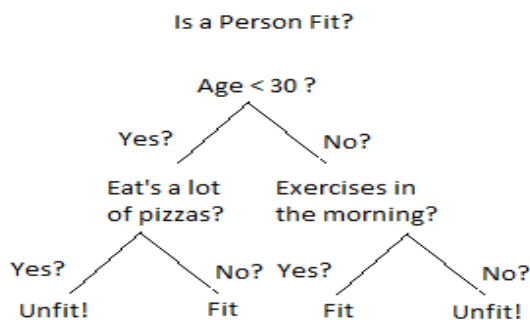 Is a Person Fit?
Age < 30 ?
Yes?
No?
Eat's a lot
of pizzas?
Exercises in
the morning?
Yes?
No?
Yes?
No?
Unfit!
Fit
Fit
Unfit!